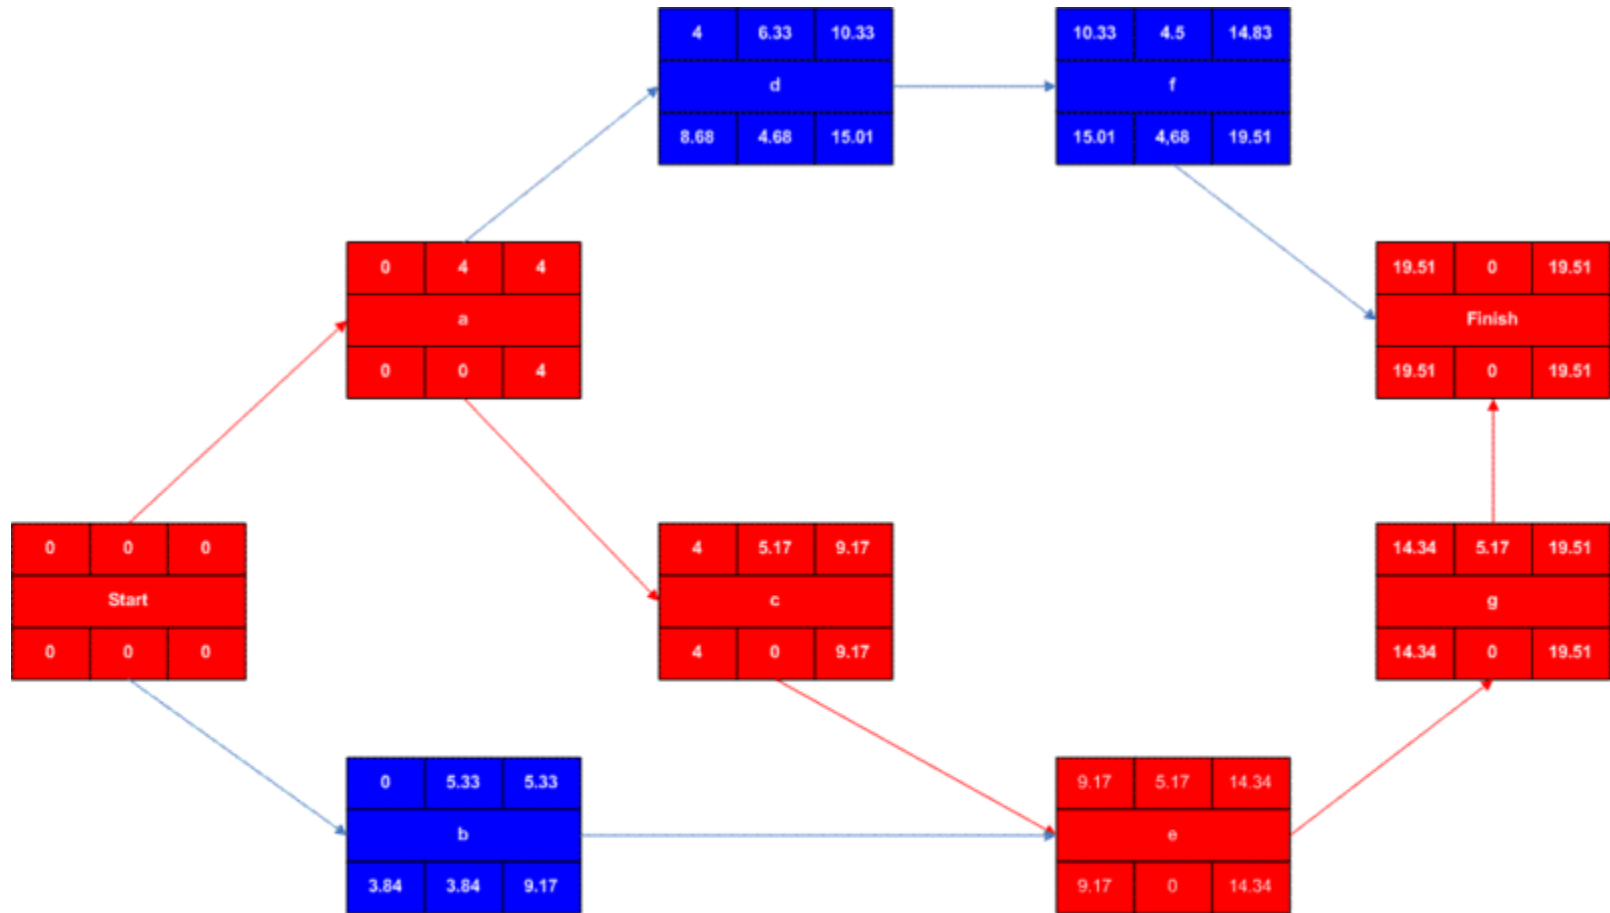 4 6.33 10.33
d
8.68 4.68 15.01
10.33 4.5 14.83
f
15.01 4,68 19.51
0 4 4
a
0 0 4
19.51 0 19.51
Finish
19.51 0 19.51
0 0 0
Start
0 0 0
4 5.17 9.17
c
4 0 9.17
14.34 5.17 19.51
g
14.34 0 19.51
0 5.33 5.33
b
3.84 3.84 9.17
9.17 5.17 14.34
e
9.17 0 14.34